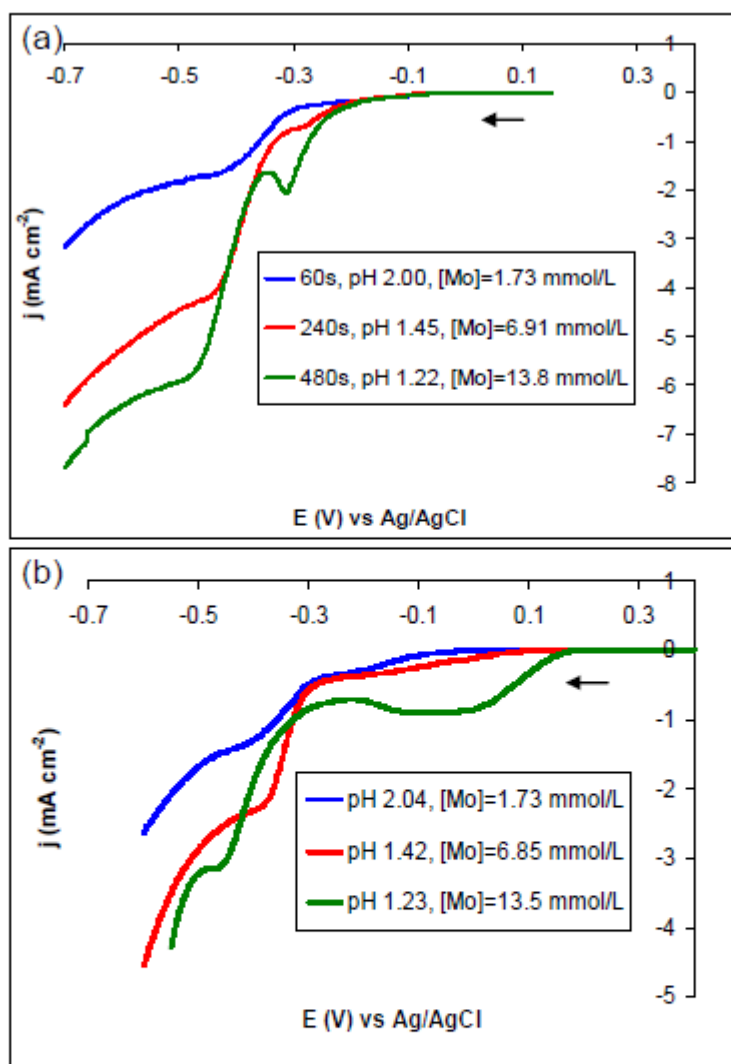 (a)
1
-0.7 -0.5 -0.3 -0.1 0.1 0.3
0
-1
-2
-3
-4
-5
-6
-7
-8
j (mA cm-2)
60s, pH 2.00, [Mo]=1.73 mmol/L
240s, pH 1.45, [Mo]=6.91 mmol/L
480s, pH 1.22, [Mo]=13.8 mmol/L
E (V) vs Ag/AgCl
(b)
1
-0.7 -0.5 -0.3 -0.1 0.1 0.3
0
-1
-2
-3
-4
-5
j (mA cm-2)
pH 2.04, [Mo]=1.73 mmol/L
pH 1.42, [Mo]=6.85 mmol/L
pH 1.23, [Mo]=13.5 mmol/L
E (V) vs Ag/AgCl